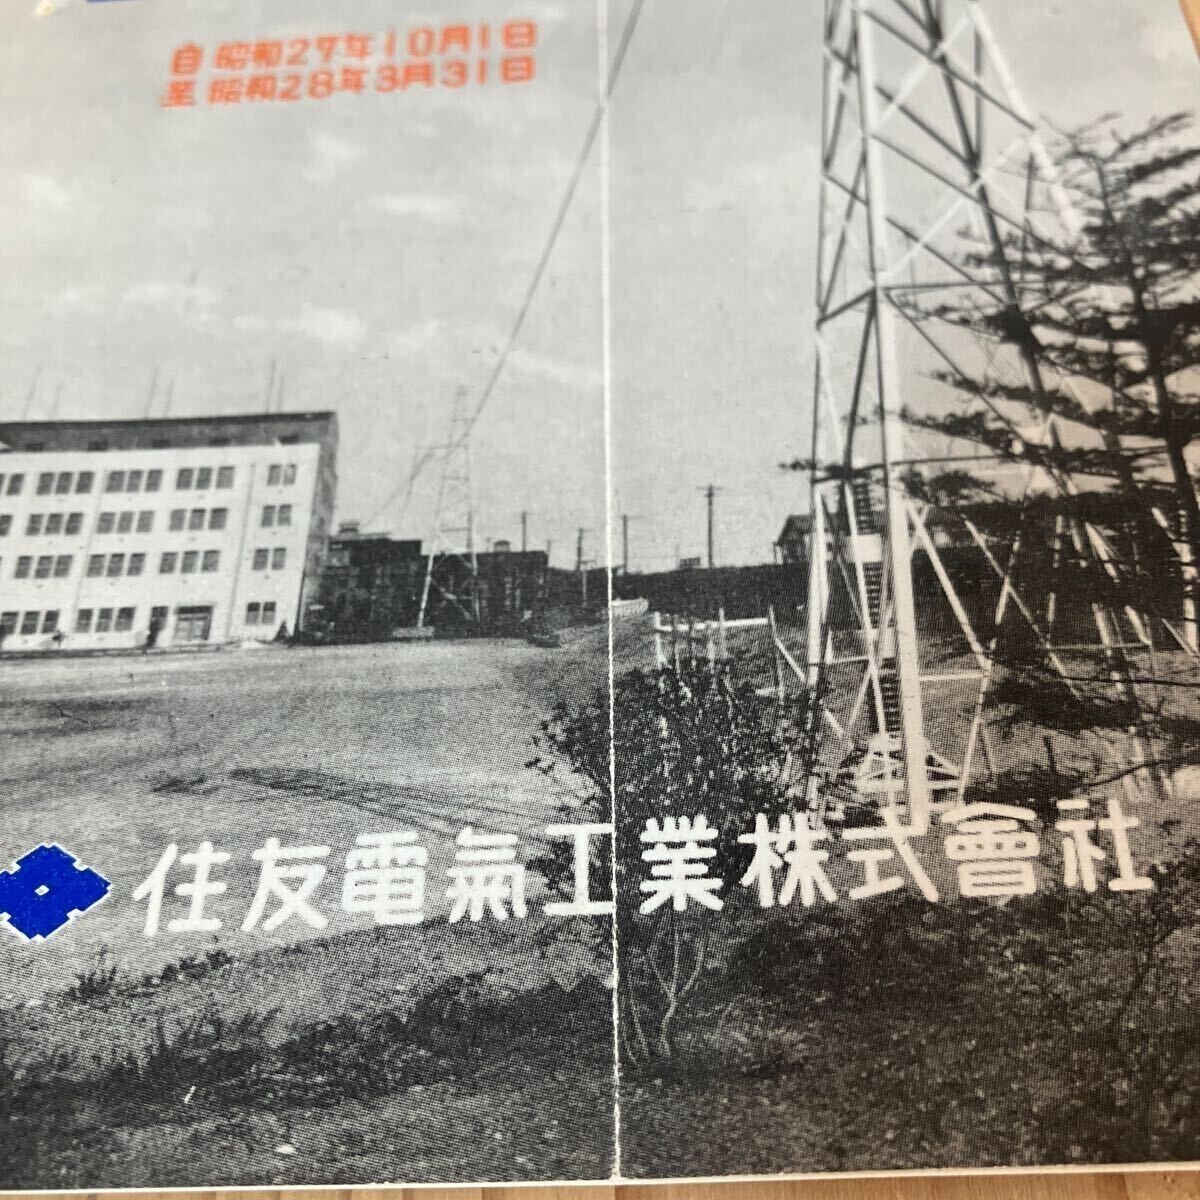 自 昭和27年10月1日
至 昭和28年3月31日
住友電氣工業株式會社